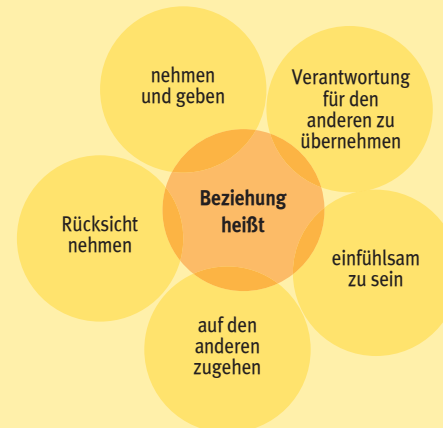 nehmen
und geben
Verantwortung
für den
anderen zu
übernehmen
Beziehung
heißt
Rücksicht
nehmen
einfühlsam
zu sein
auf den
anderen
zugehen